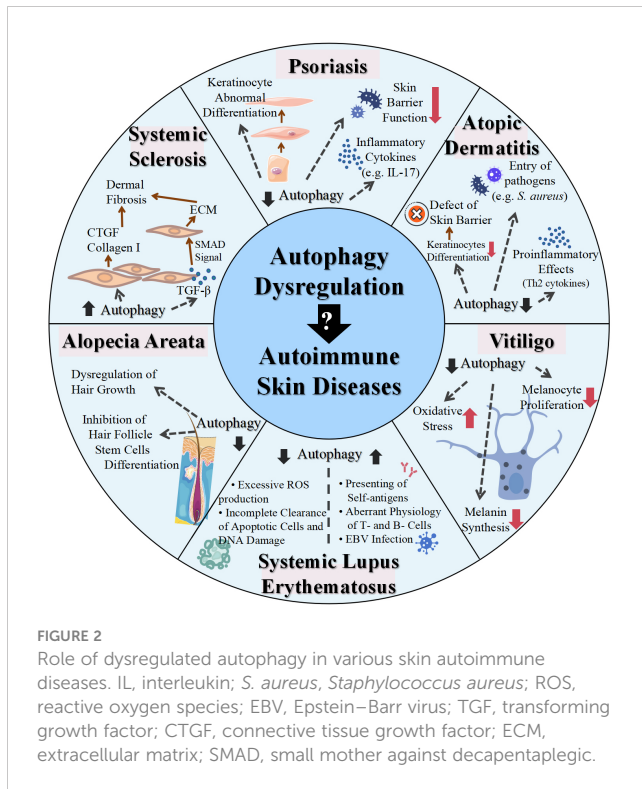 Psoriasis
Keratinocyte
Abnormal
Differentiation
Skin
Barrier
Function
Inflammatory
Cytokines
(e.g. IL-17)
Autophagy
Atopic
Dermatitis
Entry of
pathogens
(e.g. S. aureus)
Defect of
Skin Barrier
Keratinocytes
Differentiation
Proinflammatory
Effects
(Th2 cytokines)
Autophagy
Systemic
Sclerosis
Dermal
Fibrosis
ECM
CTGF
Collagen I
SMAD
Signal
TGF-β
Autophagy
Autophagy
Dysregulation
?
Autoimmune
Skin Diseases
Alopecia Areata
Dysregulation of
Hair Growth
Inhibition of
Hair Follicle
Stem Cells
Differentiation
Autophagy
Vitiligo
Autophagy
Melanocyte
Proliferation
Oxidative
Stress
Melanin
Synthesis
Autophagy
• Excessive ROS
production
• Incomplete Clearance
of Apoptotic Cells and
DNA Damage
• Presenting of
Self-antigens
• Aberrant Physiology
of T- and B- Cells
• EBV Infection
Systemic Lupus
Erythematosus
FIGURE 2
Role of dysregulated autophagy in various skin autoimmune
diseases. IL, interleukin; S. aureus, Staphylococcus aureus; ROS,
reactive oxygen species; EBV, Epstein–Barr virus; TGF, transforming
growth factor; CTGF, connective tissue growth factor; ECM,
extracellular matrix; SMAD, small mother against decapentaplegic.